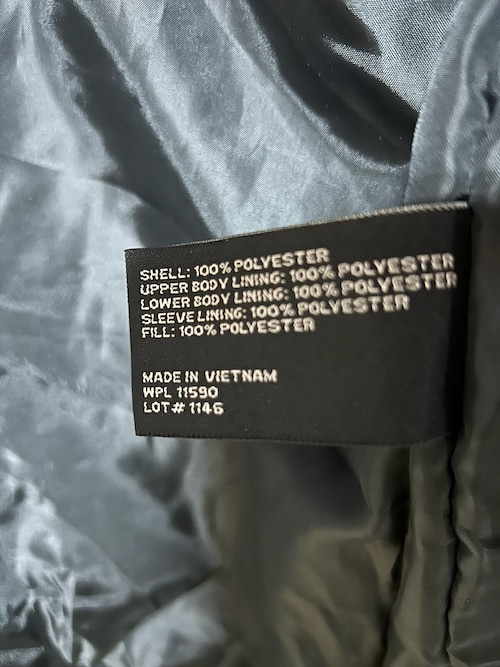 SHELL: 100% POLYESTER
UPPER BODY LINING: 100% POLYESTER
LOWER BODY LINING: 100% POLYESTER
SLEEVE LINING: 100% POLYESTER
FILL: 100% POLYESTER
MADE IN VIETNAM
WPL 11590
LOT# 1146